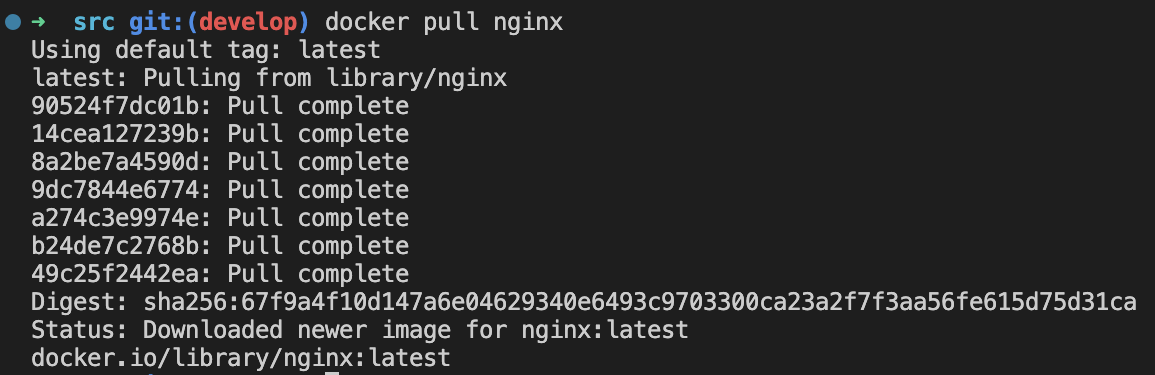 ➜ src git:(develop) docker pull nginx
Using default tag: latest
latest: Pulling from library/nginx
90524f7dc01b: Pull complete
14cea127239b: Pull complete
8a2be7a4590d: Pull complete
9dc7844e6774: Pull complete
a274c3e9974e: Pull complete
b24de7c2768b: Pull complete
49c25f2442ea: Pull complete
Digest: sha256:67f9a4f10d147a6e04629340e6493c9703300ca23a2f7f3aa56fe615d75d31ca
Status: Downloaded newer image for nginx:latest
docker.io/library/nginx:latest